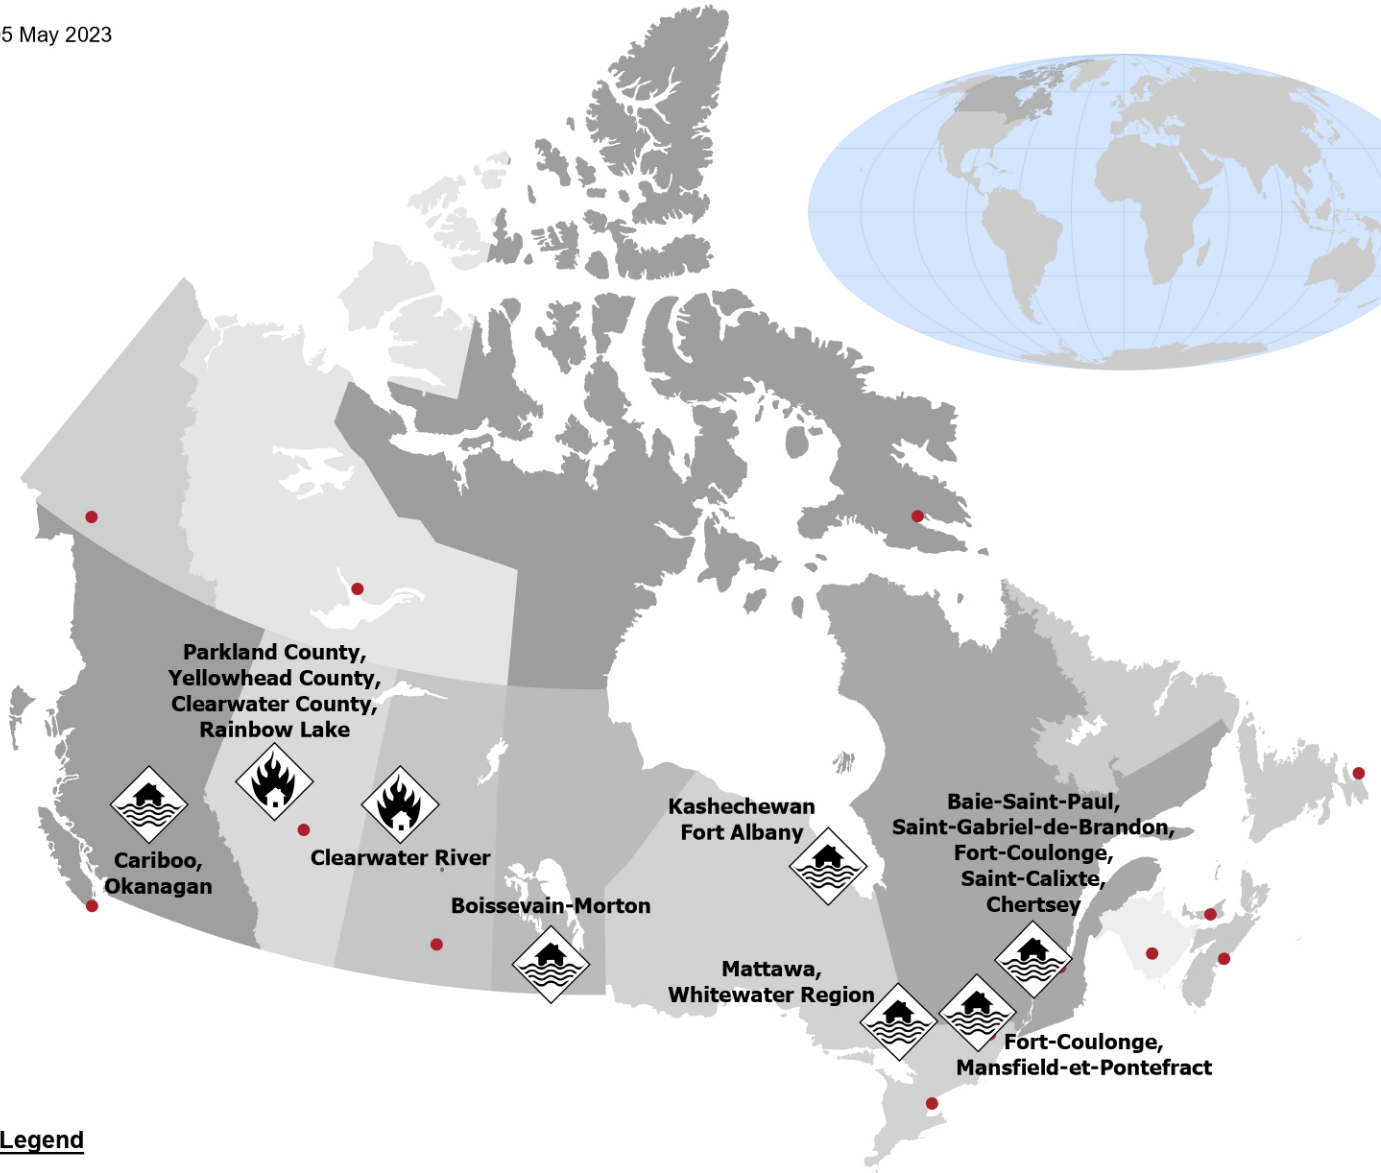 5 May 2023
Parkland County,
Yellowhead County,
Clearwater County,
Rainbow Lake
Cariboo,
Okanagan
Clearwater River
Boissevain-Morton
Kashechewan
Fort Albany
Baie-Saint-Paul,
Saint-Gabriel-de-Brandon,
Fort-Coulonge,
Saint-Calixte,
Chertsey
Mattawa,
Whitewater Region
Fort-Coulonge,
Mansfield-et-Pontefract
Legend